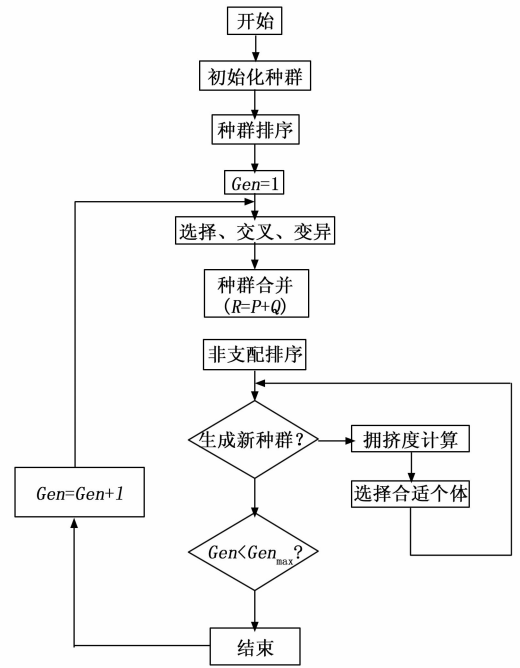 开始
初始化种群
种群排序
Gen=1
选择、交叉、变异
种群合并
(R=P+Q)
非支配排序
生成新种群?
拥挤度计算
选择合适个体
Gen=Gen+1
Gen<Genmax?
结束